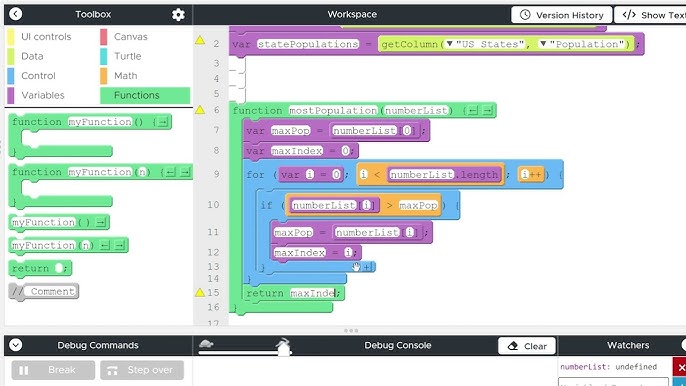 Toolbox
Workspace
Version History
</> Show Text
UI controls
Canvas
Data
Turtle
Control
Math
Variables
Functions
function myFunction() {
}
function myFunction(n) {
}
myFunction()
myFunction(n)
return ;
// Comment
2 var statePopulations = getColumn("US States", "Population");
3
4
5
6 function mostPopulation(numberList) {
7 var maxPop = numberList[0];
8 var maxIndex = 0;
9 for (var i = 0; i < numberList.length; i++) {
10 if (numberList[i] > maxPop) {
11 maxPop = numberList[i];
12 maxIndex = i;
13 }
14 }
15 return maxInde;
16 }
17
Debug Commands
Debug Console
Clear
Watchers
Break
Step over
numberList: undefined